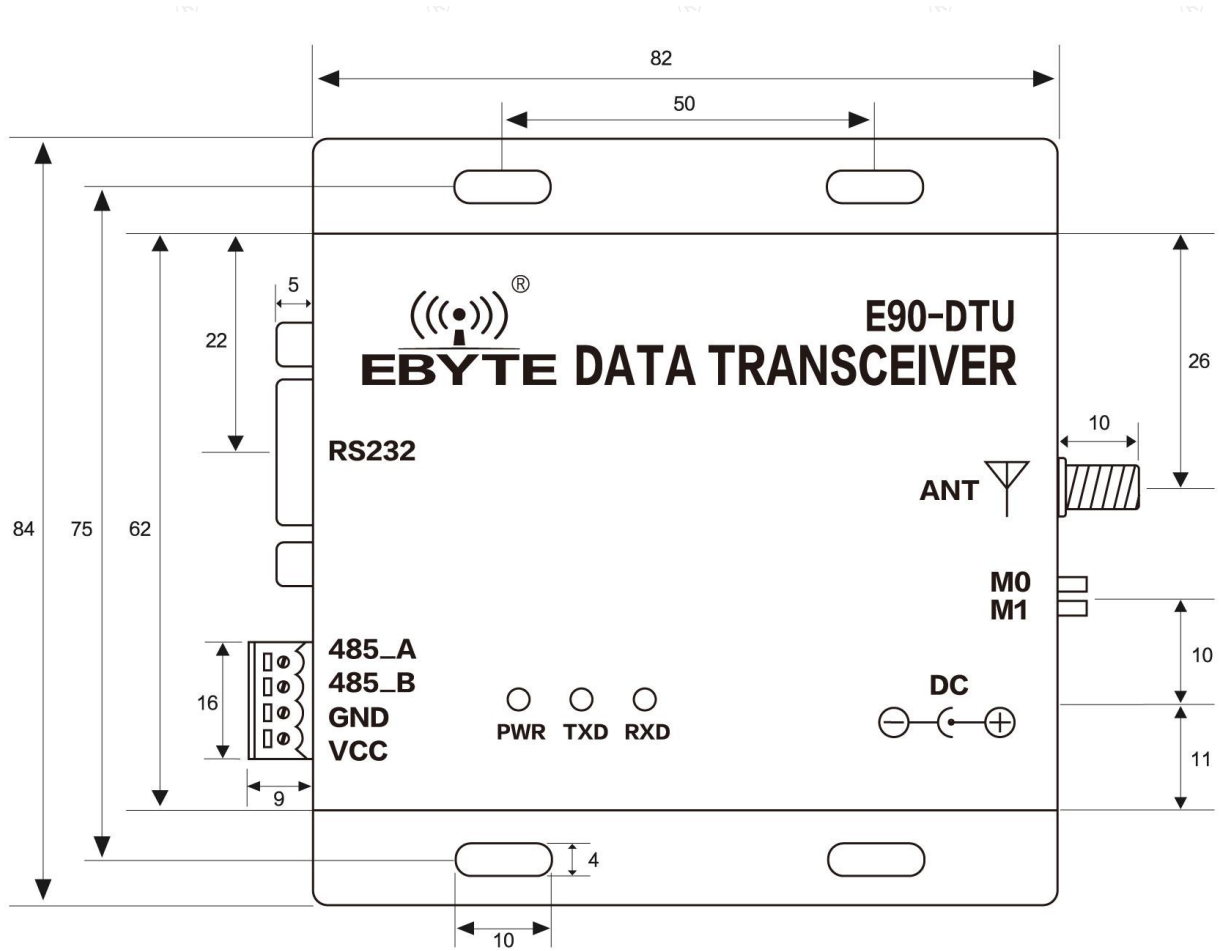 82
50
5
®
E90-DTU
22
EBYTE DATA TRANSCEIVER
26
10
RS232
ANT
84
75
62
M0
M1
485_A
10
485_B
DC
16
GND
PWR TXD RXD
VCC
11
9
4
10